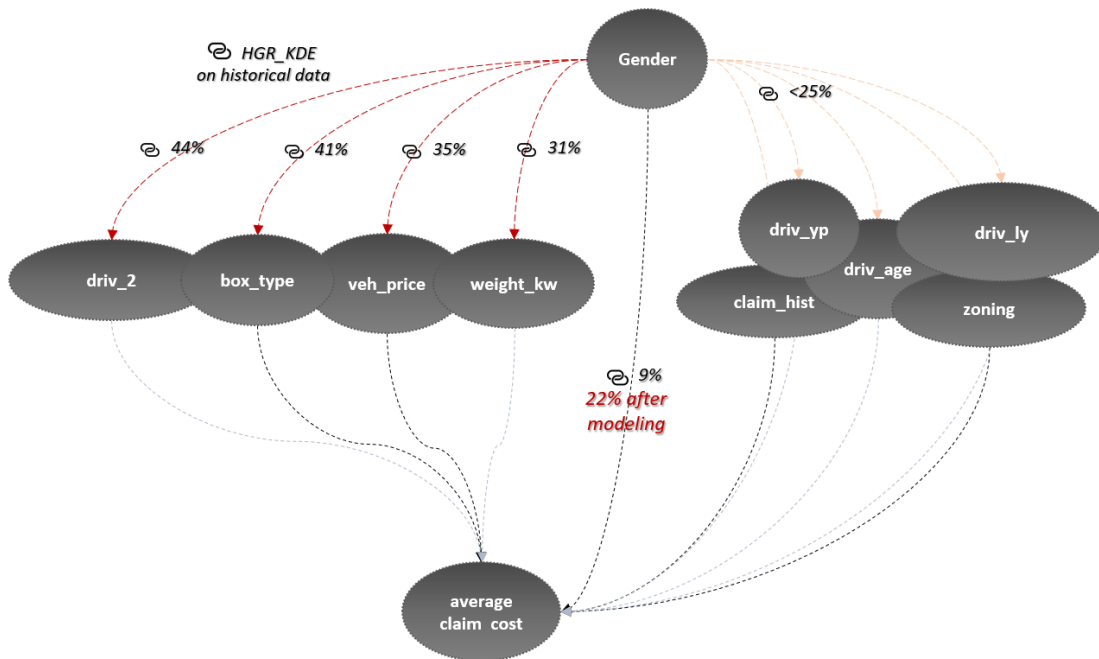 Gender
HGR_KDE
on historical data
<25%
44%
41%
35%
31%
driv_yp
driv_ly
driv_age
driv_2
box_type
veh_price
weight_kw
claim_hist
zoning
9%
22% after
modeling
average
claim cost